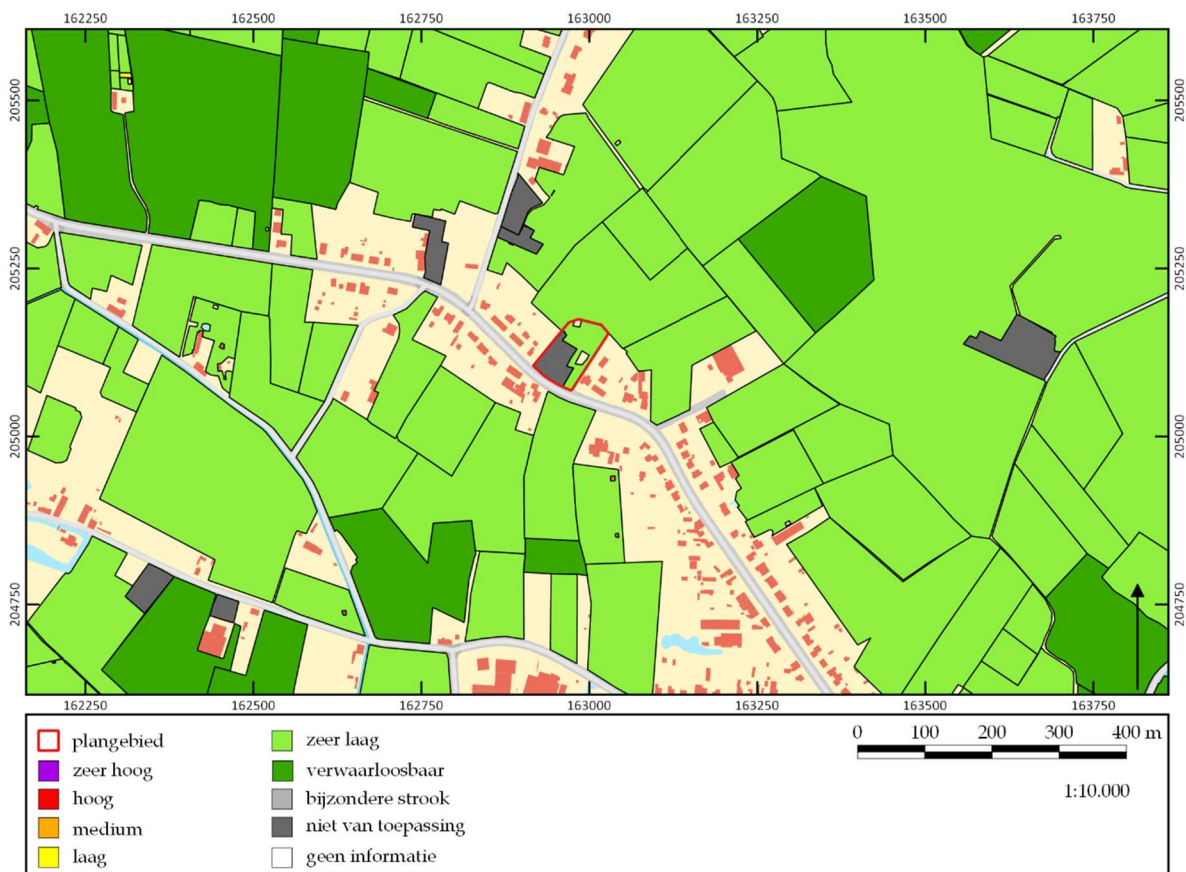 162250 162500 162750 163000 163250 163500 163750
205500 205500
205250 205250
205000 205000
204750 204750
162250 162500 162750 163000 163250 163500 163750
plangebied
zeer hoog
hoog
medium
laag
zeer laag
verwaarloosbaar
bijzondere strook
niet van toepassing
geen informatie
0 100 200 300 400 m
1:10.000